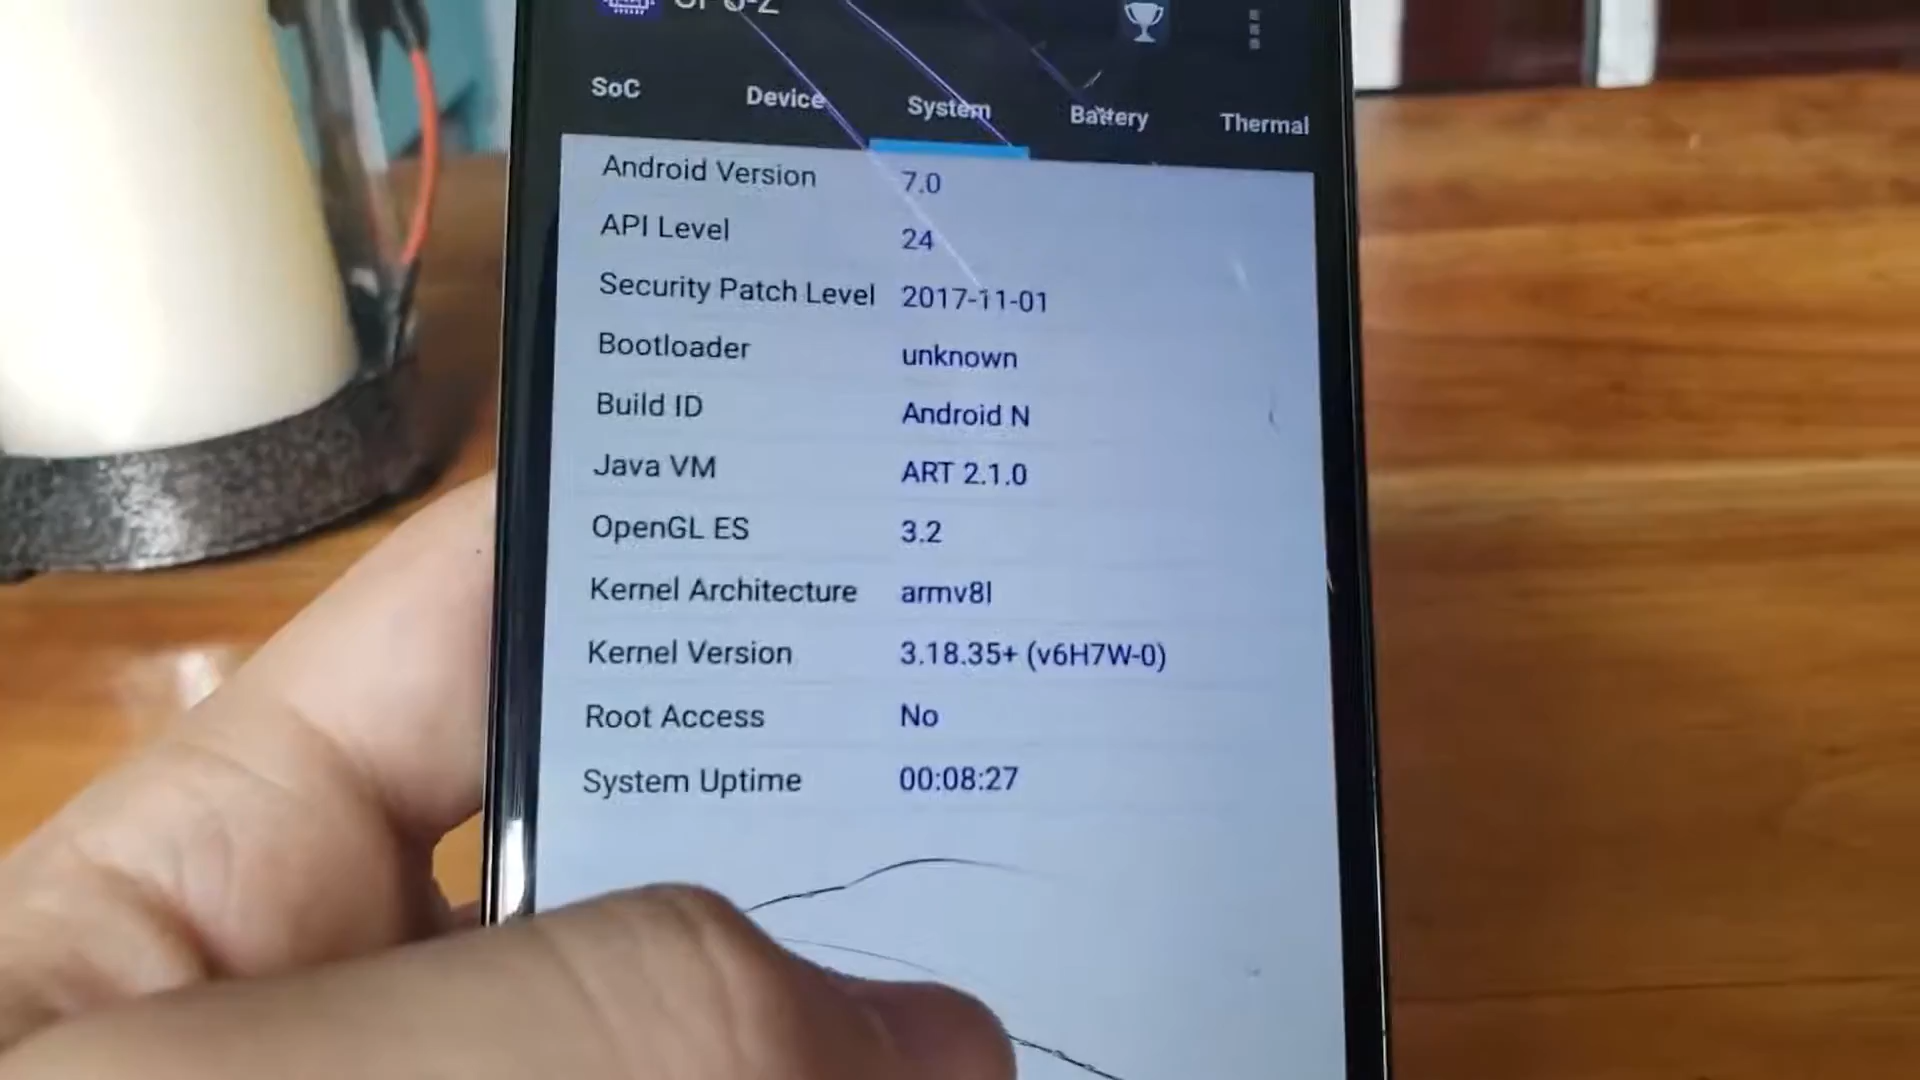 CPU-Z
SoC Device System Battery Thermal
Android Version 7.0
API Level 24
Security Patch Level 2017-11-01
Bootloader unknown
Build ID Android N
Java VM ART 2.1.0
OpenGL ES 3.2
Kernel Architecture armv8l
Kernel Version 3.18.35+ (v6H7W-0)
Root Access No
System Uptime 00:08:27